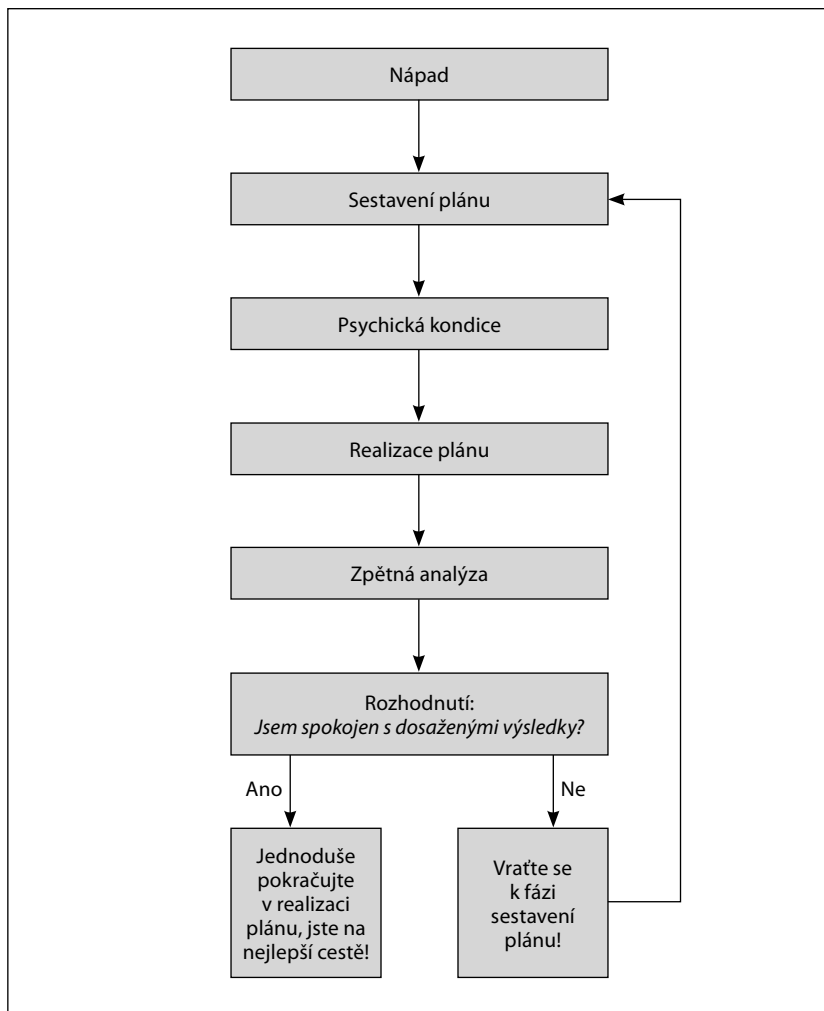 Nápad
Sestavení plánu
Psychická kondice
Realizace plánu
Zpětná analýza
Rozhodnutí:
Jsem spokojen s dosaženými výsledky?
Ano
Ne
Jednoduše
pokračujte
v realizaci
plánu, jste na
nejlepší cestě!
Vraťte se
k fázi
sestavení
plánu!